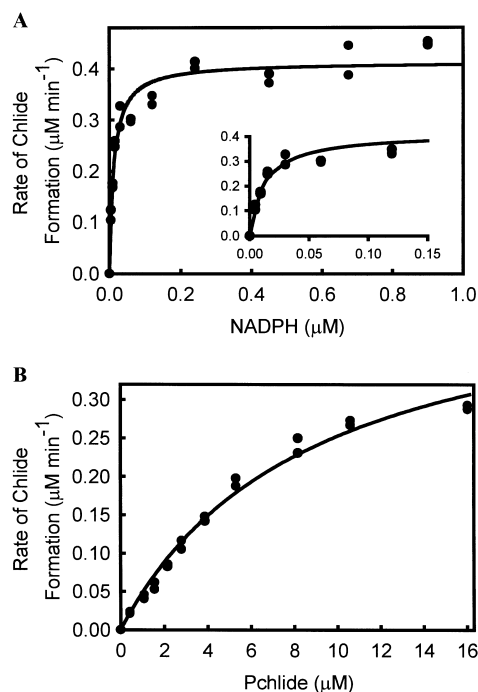 A
Rate of Chlide
Formation (µM min⁻¹)
0.4
0.3
0.2
0.1
0.0
0.4
0.3
0.2
0.1
0.0
0.00 0.05 0.10 0.15
0.0 0.2 0.4 0.6 0.8 1.0
NADPH (µM)
B
Rate of Chlide
Formation (µM min⁻¹)
0.30
0.25
0.20
0.15
0.10
0.05
0.00
0 2 4 6 8 10 12 14 16
Pchlide (µM)